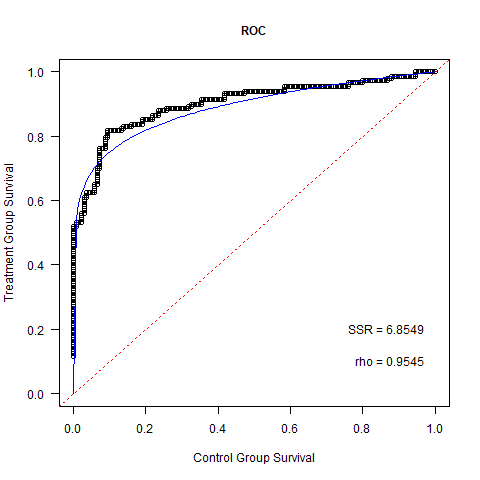 ROC
Treatment Group Survival
1.0
0.8
0.6
0.4
0.2
0.0
SSR = 6.8549
rho = 0.9545
0.0 0.2 0.4 0.6 0.8 1.0
Control Group Survival